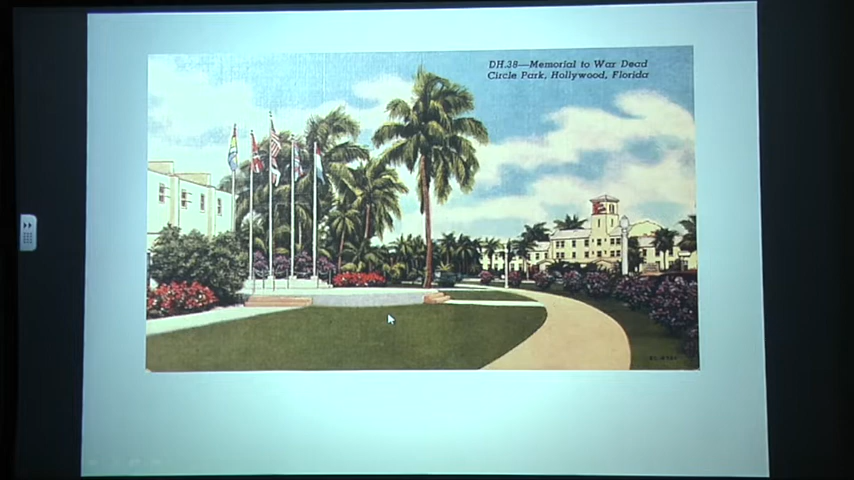 DH.38—Memorial to War Dead
Circle Park, Hollywood, Florida